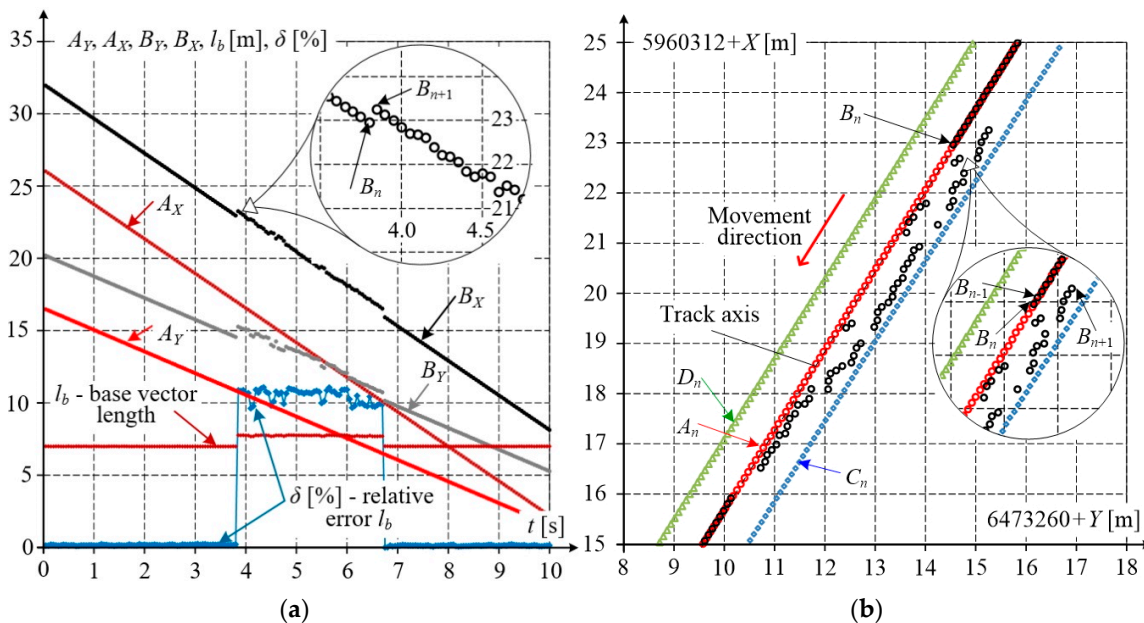 A_Y, A_X, B_Y, B_X, l_b [m], δ [%]
35
30
25
20
15
10
5
0
B_{n+1}
B_n
23
22
21
4.0
4.5
A_X
A_Y
B_X
B_Y
l_b - base vector
length
δ [%] - relative
error l_b
t [s]
0 1 2 3 4 5 6 7 8 9 10
(a)
5960312+X [m]
25
24
23
22
21
20
19
18
17
16
15
B_n
Movement
direction
Track axis
D_n
A_n
C_n
B_{n-1}
B_n
B_{n+1}
6473260+Y [m]
8 9 10 11 12 13 14 15 16 17 18
(b)